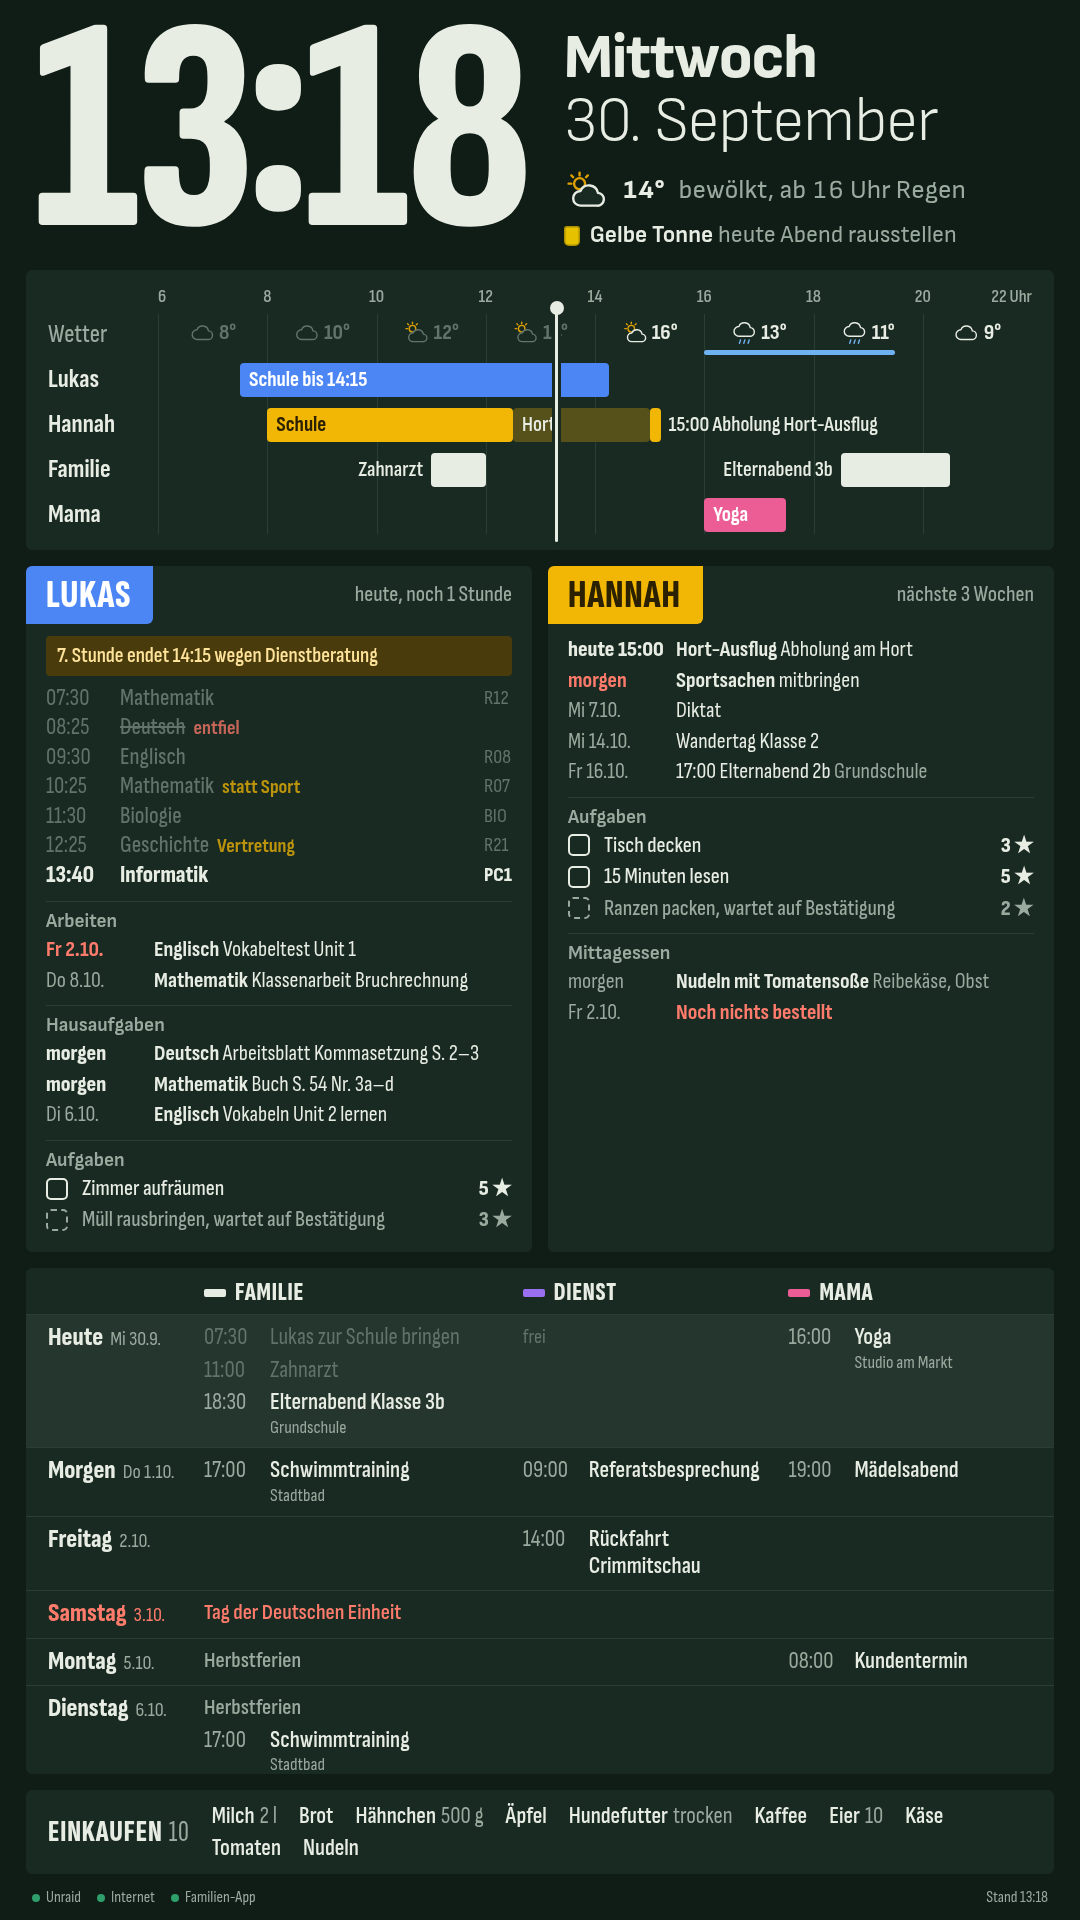 13:18
Mittwoch
30. September
14° bewölkt, ab 16 Uhr Regen
Gelbe Tonne heute Abend rausstellen
6 8 10 12 14 16 18 20 22 Uhr
Wetter 8° 10° 12° 16° 13° 11° 9°
Lukas Schule bis 14:15
Hannah Schule Hort 15:00 Abholung Hort-Ausflug
Familie Zahnarzt Elternabend 3b
Mama Yoga
LUKAS heute, noch 1 Stunde
7. Stunde endet 14:15 wegen Dienstberatung
07:30 Mathematik R12
08:25 Deutsch entfiel
09:30 Englisch R08
10:25 Mathematik statt Sport R07
11:30 Biologie BIO
12:25 Geschichte Vertretung R21
13:40 Informatik PC1
Arbeiten
Fr 2.10. Englisch Vokabeltest Unit 1
Do 8.10. Mathematik Klassenarbeit Bruchrechnung
Hausaufgaben
morgen Deutsch Arbeitsblatt Kommasetzung S. 2–3
morgen Mathematik Buch S. 54 Nr. 3a–d
Di 6.10. Englisch Vokabeln Unit 2 lernen
Aufgaben
Zimmer aufräumen 5 ★
Müll rausbringen, wartet auf Bestätigung 3 ★
HANNAH nächste 3 Wochen
heute 15:00 Hort-Ausflug Abholung am Hort
morgen Sportsachen mitbringen
Mi 7.10. Diktat
Mi 14.10. Wandertag Klasse 2
Fr 16.10. 17:00 Elternabend 2b Grundschule
Aufgaben
Tisch decken 3 ★
15 Minuten lesen 5 ★
Ranzen packen, wartet auf Bestätigung 2 ★
Mittagessen
morgen Nudeln mit Tomatensoße Reibekäse, Obst
Fr 2.10. Noch nichts bestellt
FAMILIE DIENST MAMA
Heute Mi 30.9. 07:30 Lukas zur Schule bringen frei 16:00 Yoga
Studio am Markt
11:00 Zahnarzt
18:30 Elternabend Klasse 3b
Grundschule
Morgen Do 1.10. 17:00 Schwimmtraining 09:00 Referatsbesprechung 19:00 Mädelsabend
Stadtbad
Freitag 2.10. 14:00 Rückfahrt
Crimmitschau
Samstag 3.10. Tag der Deutschen Einheit
Montag 5.10. Herbstferien 08:00 Kundentermin
Dienstag 6.10. Herbstferien
17:00 Schwimmtraining
Stadtbad
EINKAUFEN 10 Milch 2 l Brot Hähnchen 500 g Äpfel Hundefutter trocken Kaffee Eier 10 Käse
Tomaten Nudeln
Unraid Internet Familien-App Stand 13:18